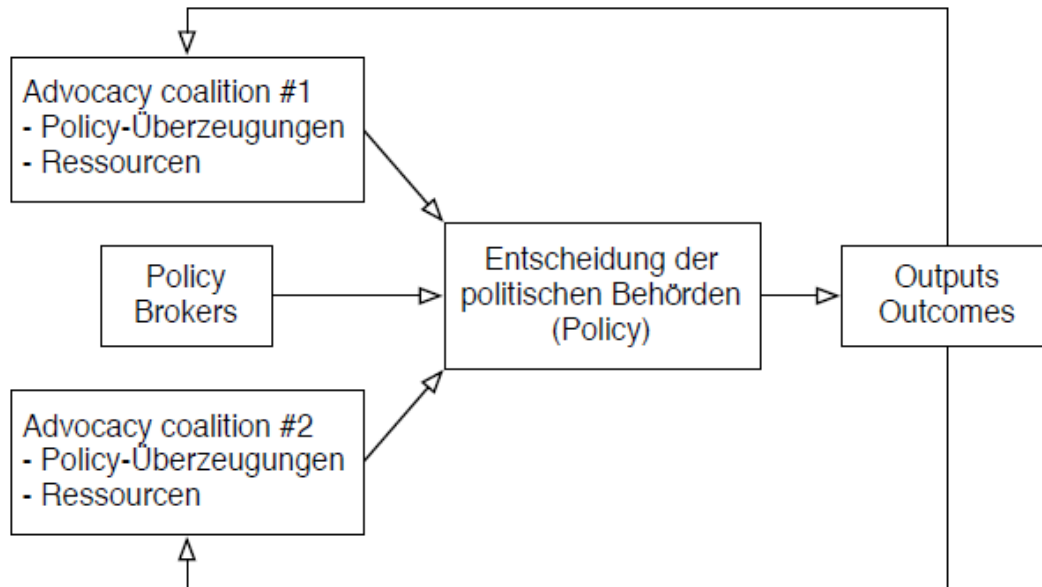 Advocacy coalition #1
- Policy-Überzeugungen
- Ressourcen
Policy
Brokers
Entscheidung der
politischen Behörden
(Policy)
Outputs
Outcomes
Advocacy coalition #2
- Policy-Überzeugungen
- Ressourcen